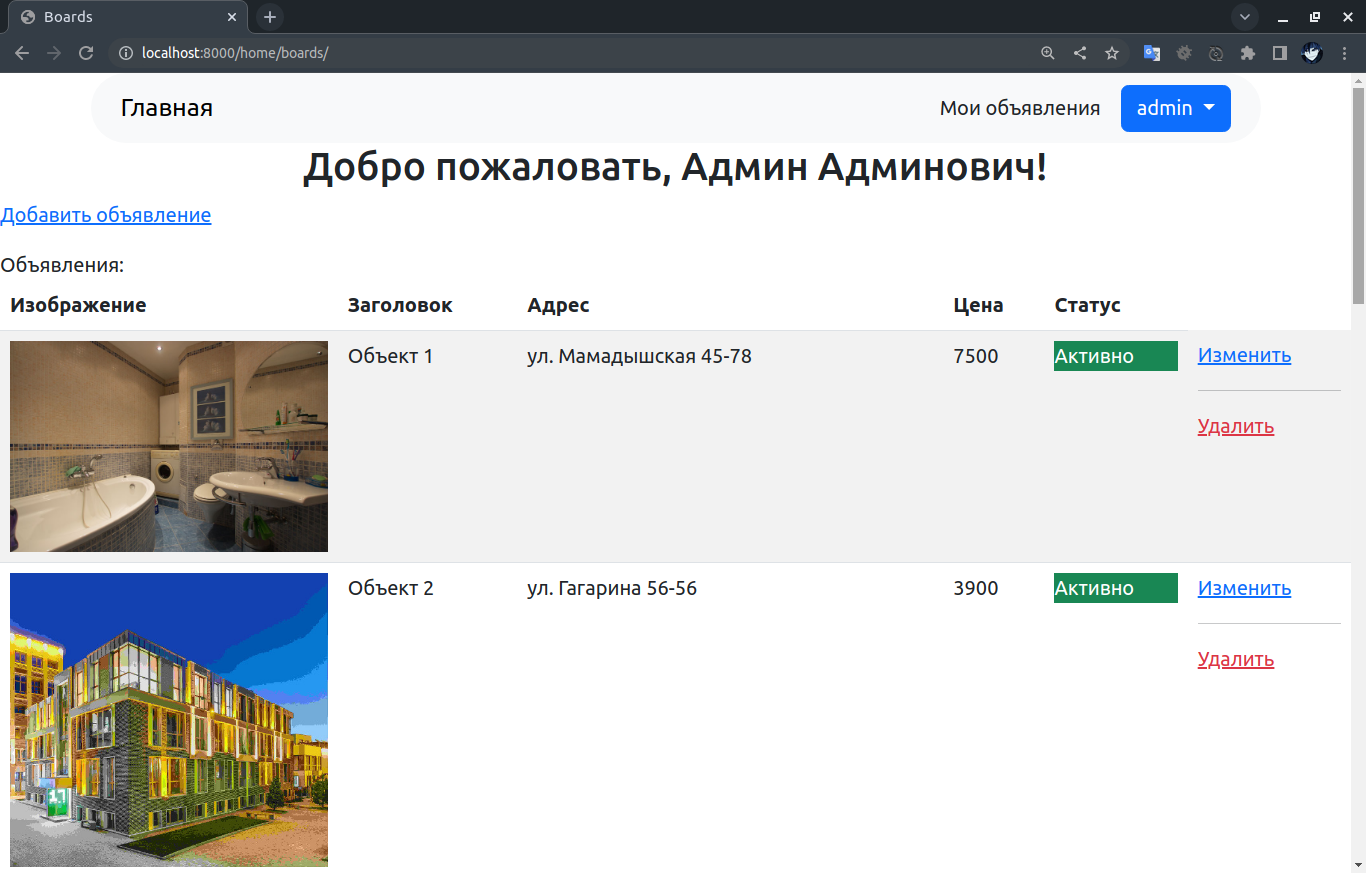 Boards
localhost:8000/home/boards/
Главная Мои объявления admin
Добро пожаловать, Админ Админович!
Добавить объявление
Объявления:
Изображение Заголовок Адрес Цена Статус
Объект 1 ул. Мамадышская 45-78 7500 Активно Изменить
Удалить
Объект 2 ул. Гагарина 56-56 3900 Активно Изменить
Удалить
17